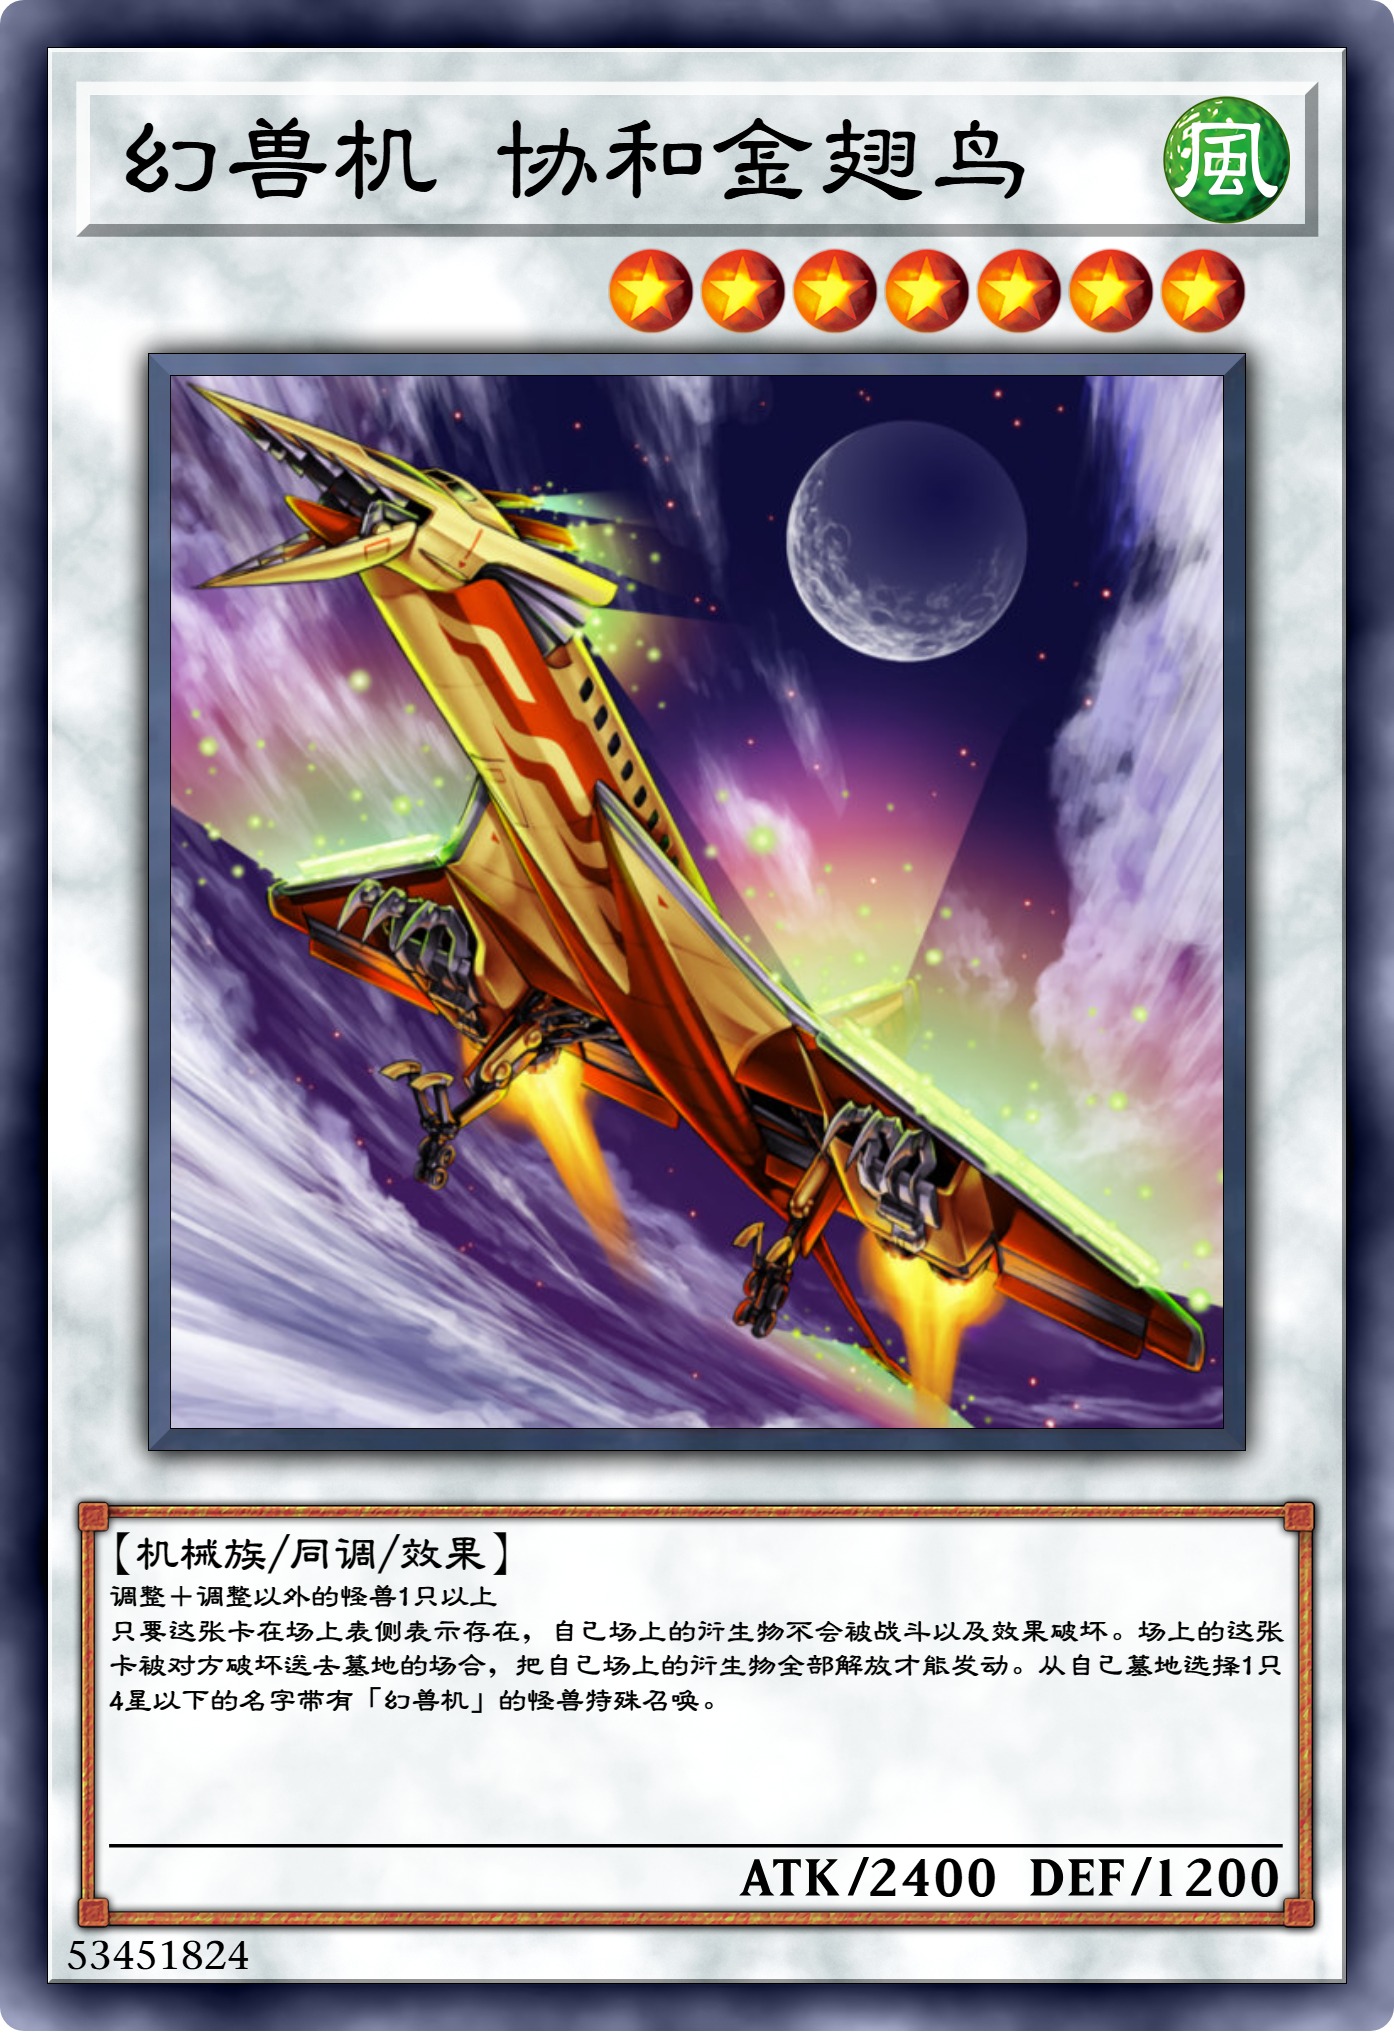 幻兽机 协和金翅鸟
風
【机械族/同调/效果】
调整＋调整以外的怪兽1只以上
只要这张卡在场上表侧表示存在，自己场上的衍生物不会被战斗以及效果破坏。场上的这张
卡被对方破坏送去墓地的场合，把自己场上的衍生物全部解放才能发动。从自己墓地选择1只
4星以下的名字带有「幻兽机」的怪兽特殊召唤。
ATK/2400 DEF/1200
53451824